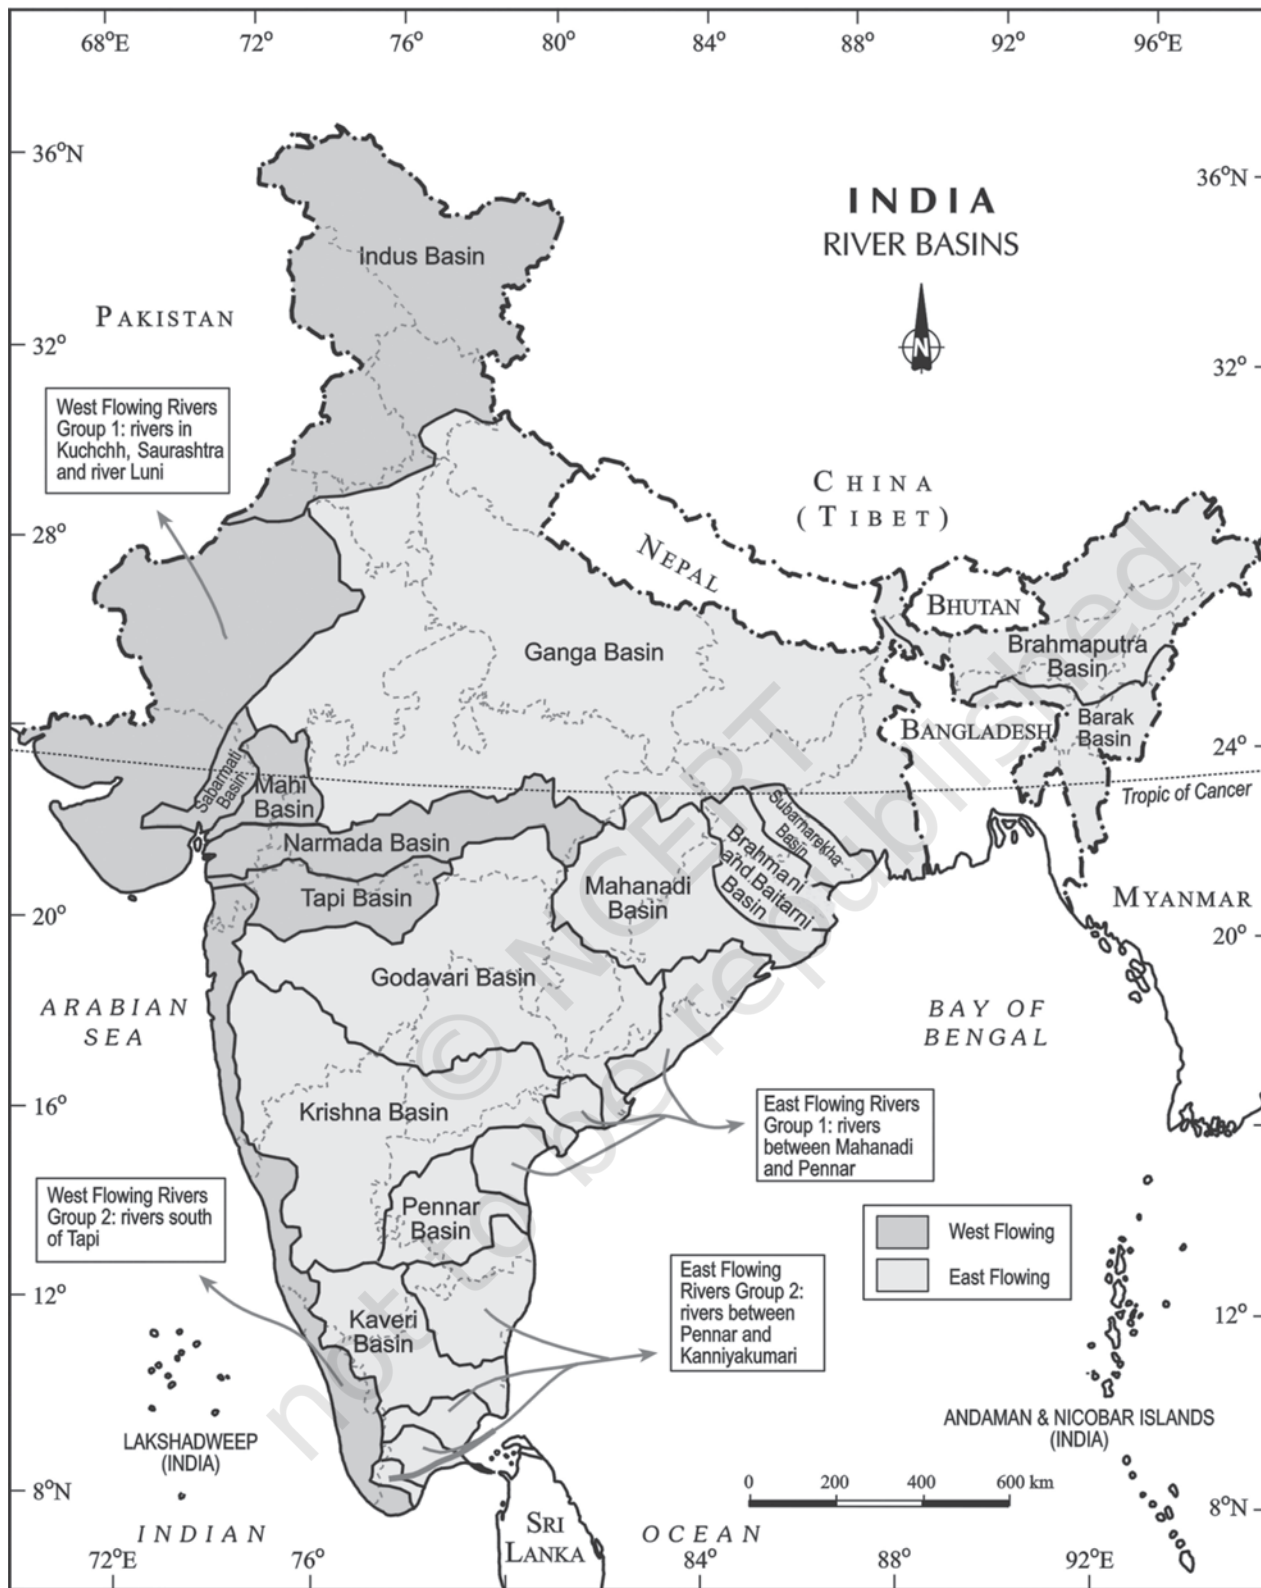 68°E 72° 76° 80° 84° 88° 92° 96°E
36°N
36°N
INDIA
RIVER BASINS
N
Indus Basin
PAKISTAN
32°
32°
West Flowing Rivers
Group 1: rivers in
Kuchchh, Saurashtra
and river Luni
CHINA
(TIBET)
28°
NEPAL
BHUTAN
Ganga Basin
Brahmaputra
Basin
BANGLADESH
Barak
Basin
24°
Tropic of Cancer
Sabarmati
Basin
Mahi
Basin
Subarnarekha
Basin
Narmada Basin
Brahmani
and Baitarni
Basin
Tapi Basin
Mahanadi
Basin
MYANMAR
20°
20°
Godavari Basin
ARABIAN
SEA
BAY OF
BENGAL
16°
Krishna Basin
East Flowing Rivers
Group 1: rivers
between Mahanadi
and Pennar
West Flowing Rivers
Group 2: rivers south
of Tapi
Pennar
Basin
West Flowing
East Flowing
East Flowing
Rivers Group 2:
rivers between
Pennar and
Kanniyakumari
12°
12°
Kaveri
Basin
LAKSHADWEEP
(INDIA)
ANDAMAN & NICOBAR ISLANDS
(INDIA)
0 200 400 600 km
8°N
8°N
SRI
LANKA
INDIAN OCEAN
72°E 76° 84° 88° 92°E
© NCERT
not to be republished